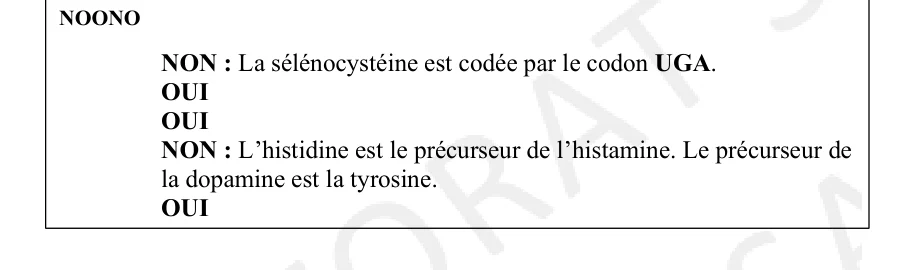 NOONO
NON : La sélénocystéine est codée par le codon UGA.
OUI
OUI
NON : L’histidine est le précurseur de l’histamine. Le précurseur de
la dopamine est la tyrosine.
OUI